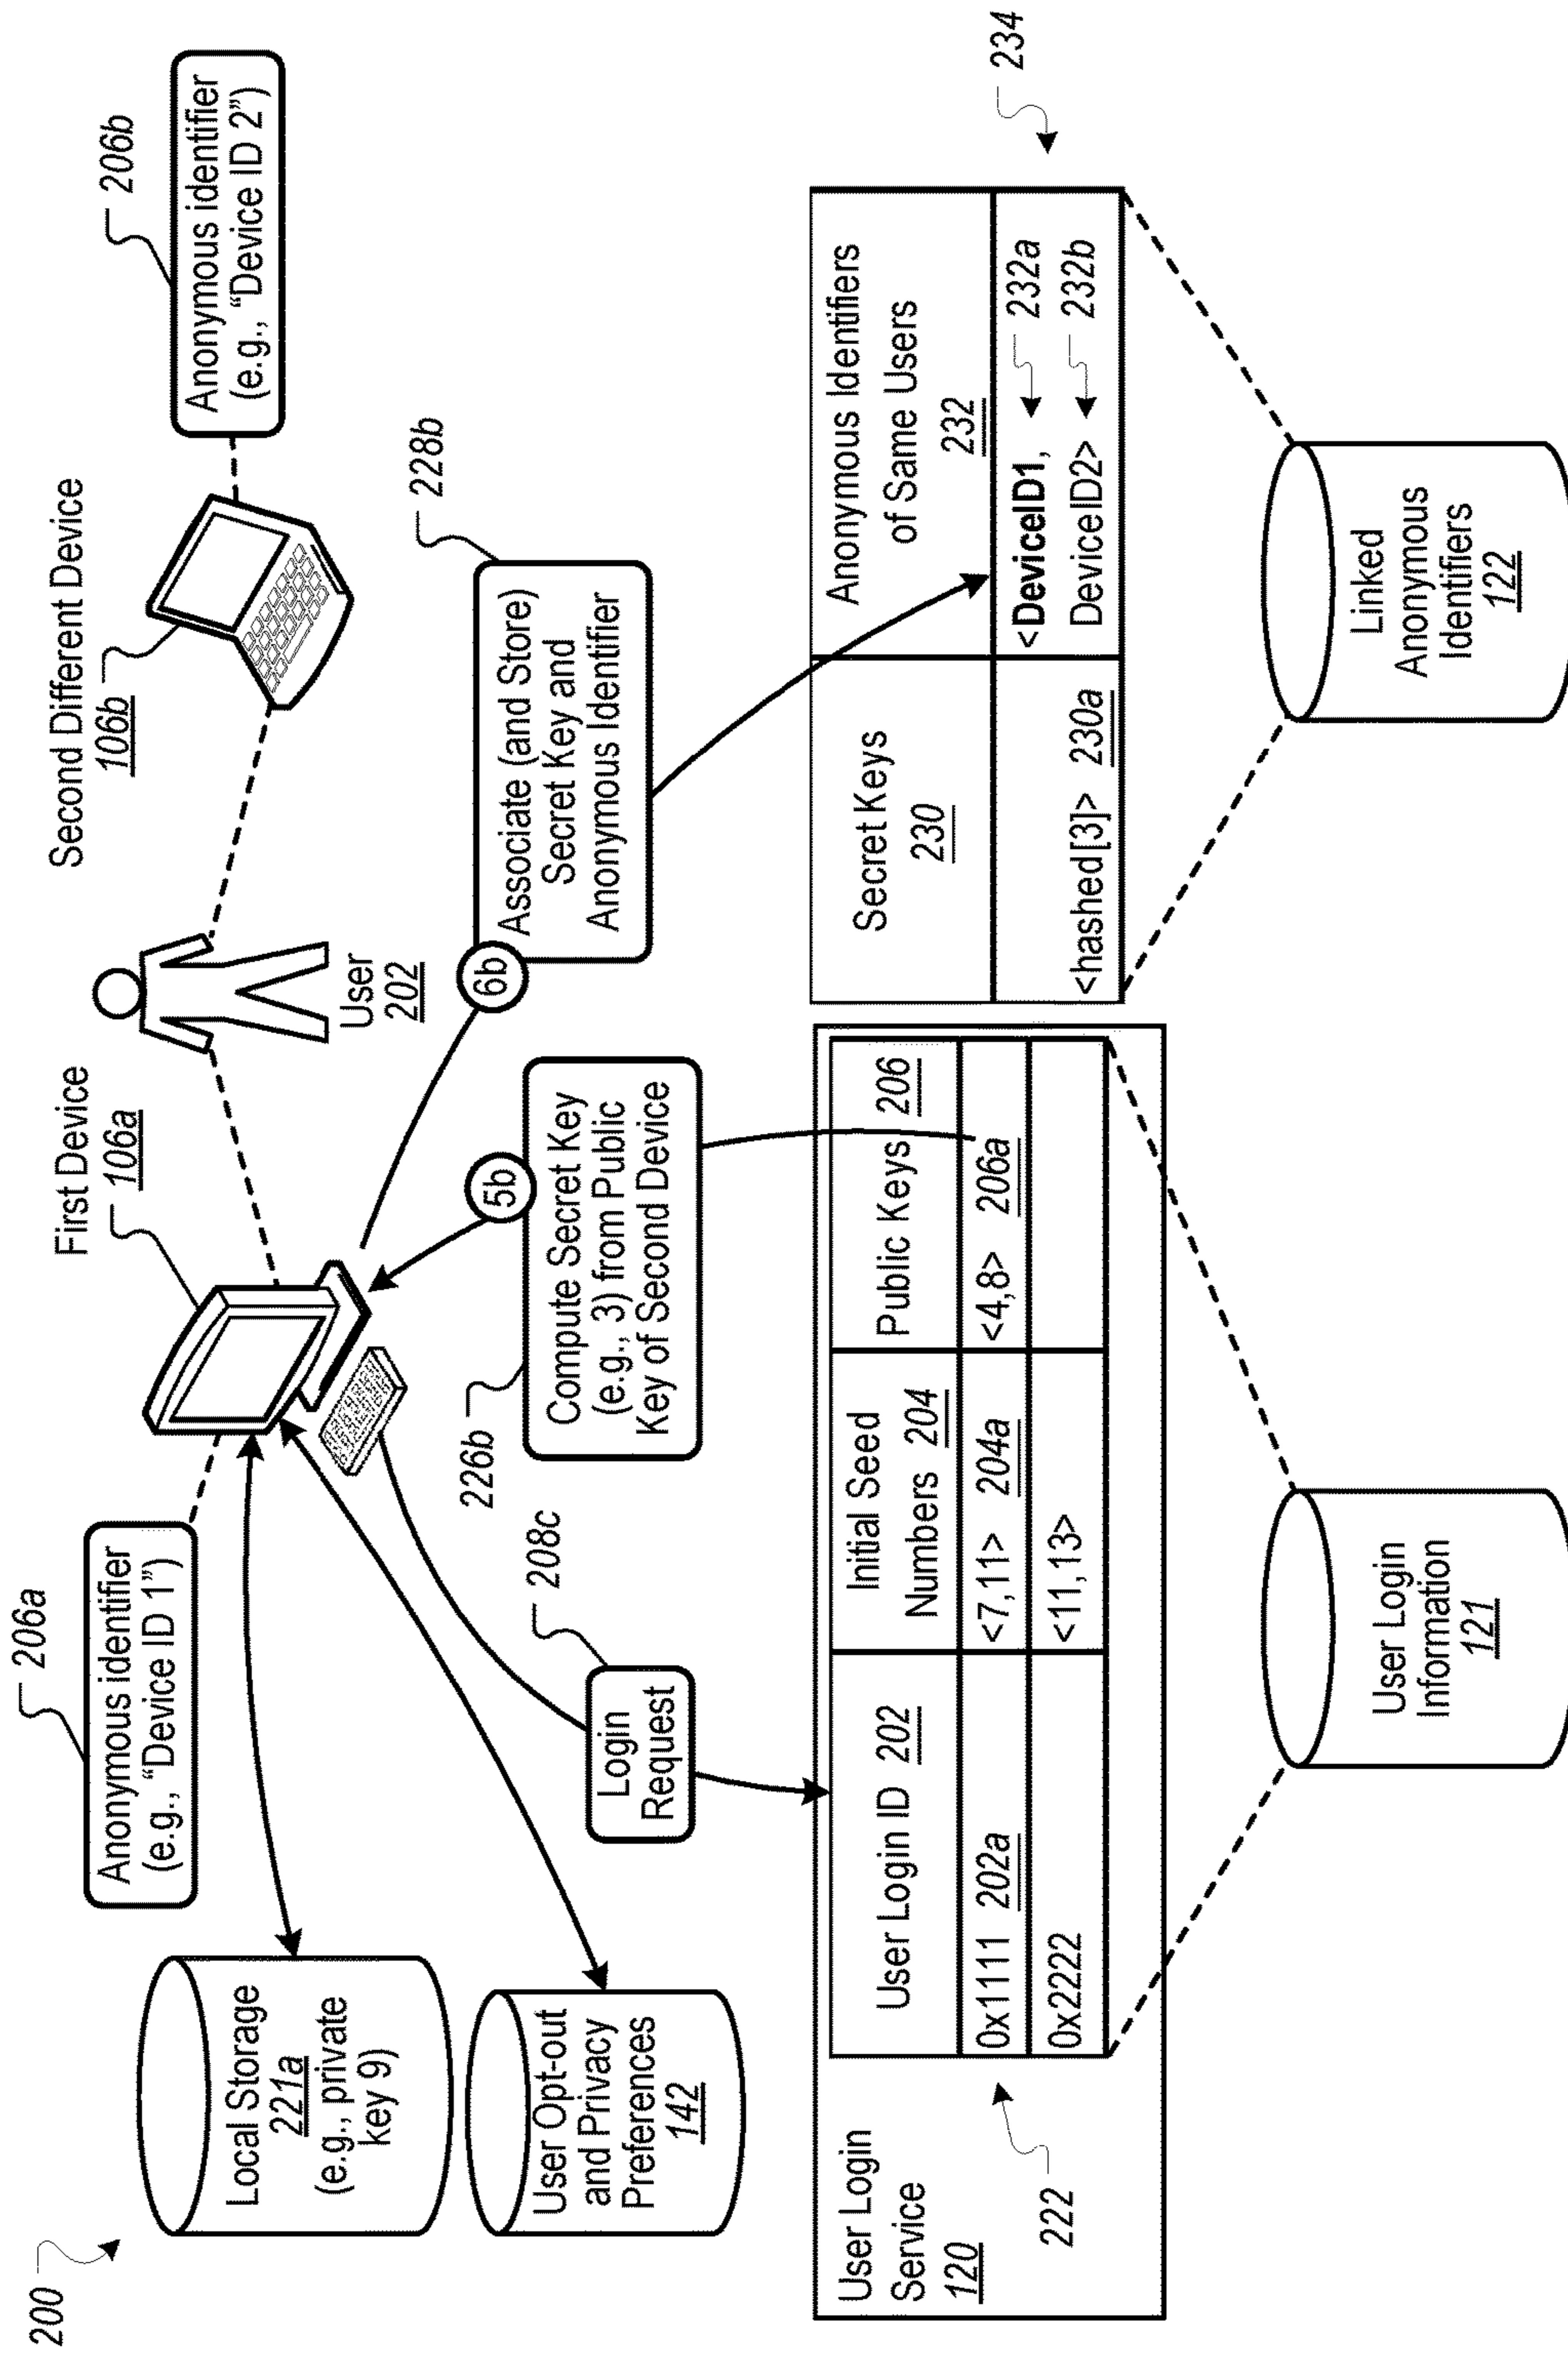 200
206a
Anonymous identifier
(e.g., “Device ID 1”)
First Device
106a
User
202
Second Different Device
106b
206b
Anonymous identifier
(e.g., “Device ID 2”)
Local Storage
221a
(e.g., private
key 9)
User Opt-out
and Privacy
Preferences
142
208c
Login
Request
226b
5b
Compute Secret Key
(e.g., 3) from Public
Key of Second Device
6b
228b
Associate (and Store)
Secret Key and
Anonymous Identifier
User Login
Service
120
222
User Login ID 202
Initial Seed
Numbers 204
Public Keys 206
0x1111 202a
<7,11> 204a
<4,8> 206a
0x2222
<11,13>
Secret Keys
230
Anonymous Identifiers
of Same Users
232
<hashed[3]> 230a
<DeviceID1, 232a
DeviceID2> 232b
234
User Login
Information
121
Linked
Anonymous
Identifiers
122